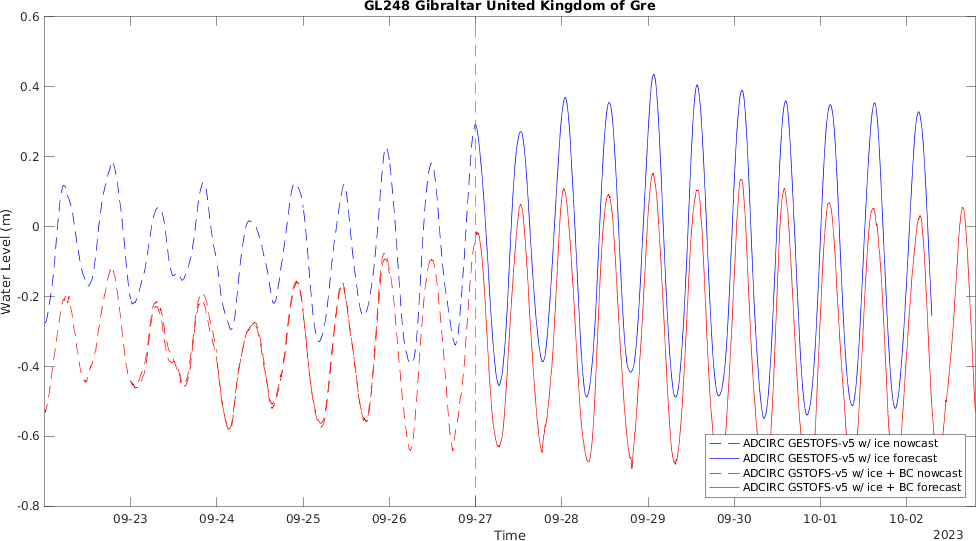 GL248 Gibraltar United Kingdom of Gre
0.6
0.4
0.2
0
-0.2
-0.4
-0.6
-0.8
Water Level (m)
ADCIRC GESTOFS-v5 w/ ice nowcast
ADCIRC GESTOFS-v5 w/ ice forecast
ADCIRC GSTOFS-v5 w/ ice + BC nowcast
ADCIRC GSTOFS-v5 w/ ice + BC forecast
09-23 09-24 09-25 09-26 09-27 09-28 09-29 09-30 10-01 10-02
Time
2023